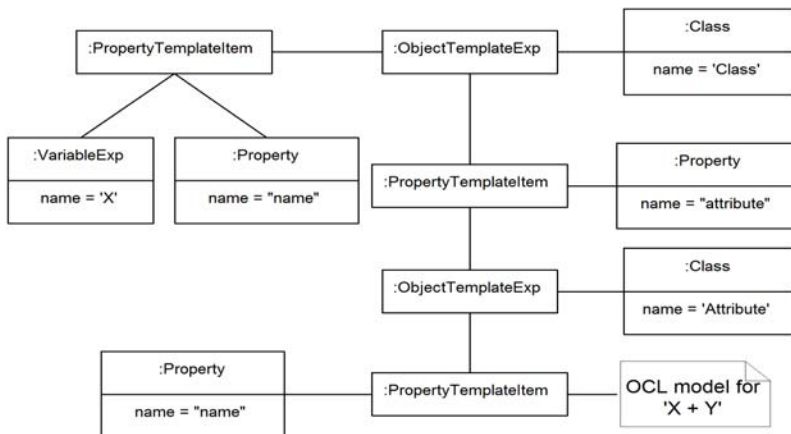 :PropertyTemplateItem
:ObjectTemplateExp
:Class
name = 'Class'
:VariableExp
name = 'X'
:Property
name = "name"
:PropertyTemplateItem
:Property
name = "attribute"
:ObjectTemplateExp
:Class
name = 'Attribute'
:Property
name = "name"
:PropertyTemplateItem
OCL model for
'X + Y'